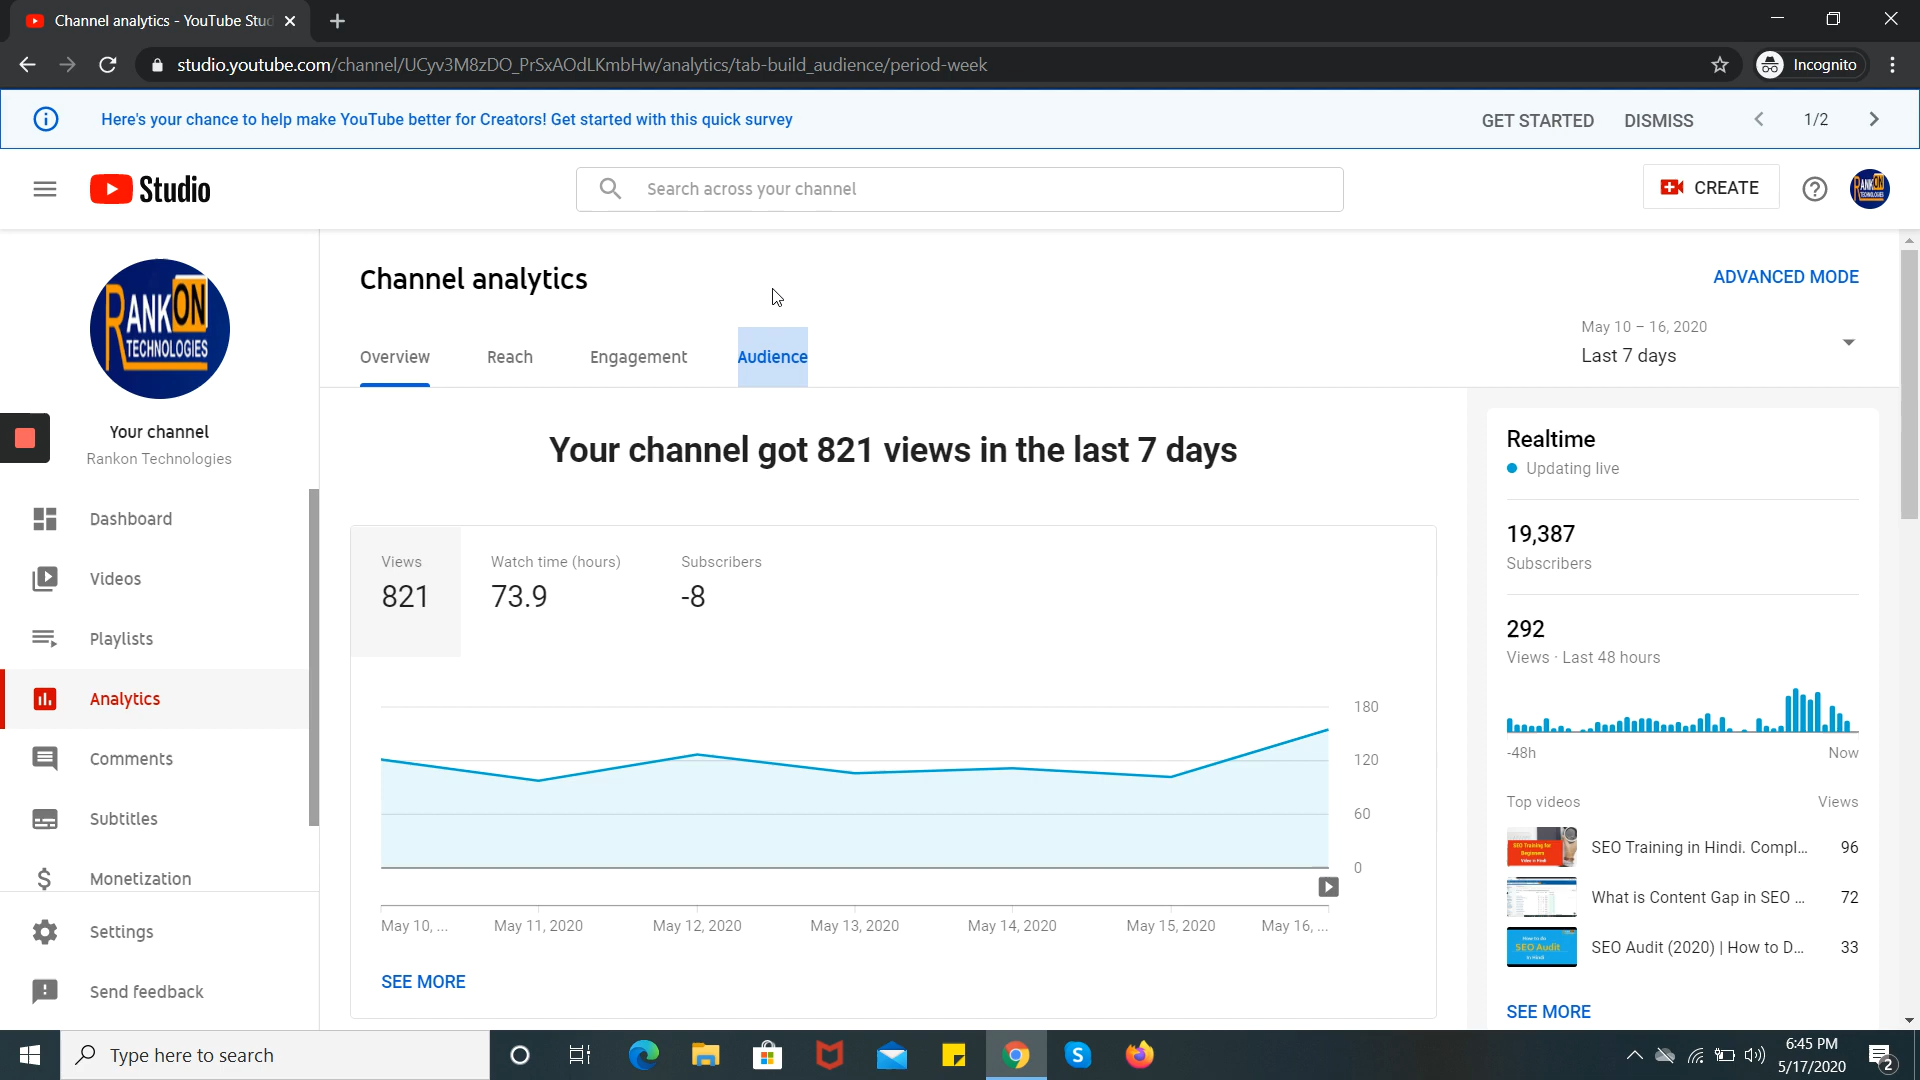 Channel analytics - YouTube Stud
studio.youtube.com/channel/UCyv3M8zDO_PrSxAOdLKmbHw/analytics/tab-build_audience/period-week
Incognito
Here's your chance to help make YouTube better for Creators! Get started with this quick survey
GET STARTED
DISMISS
1/2
Studio
Search across your channel
CREATE
RANKON TECHNOLOGIES
Your channel
Rankon Technologies
Dashboard
Videos
Playlists
Analytics
Comments
Subtitles
Monetization
Settings
Send feedback
Channel analytics
ADVANCED MODE
Overview
Reach
Engagement
Audience
May 10 – 16, 2020
Last 7 days
Your channel got 821 views in the last 7 days
Views
821
Watch time (hours)
73.9
Subscribers
-8
180
120
60
0
May 10, ...
May 11, 2020
May 12, 2020
May 13, 2020
May 14, 2020
May 15, 2020
May 16, ...
SEE MORE
Realtime
Updating live
19,387
Subscribers
292
Views · Last 48 hours
-48h
Now
Top videos
Views
SEO Training in Hindi. Compl...
96
What is Content Gap in SEO ...
72
SEO Audit (2020) | How to D...
33
SEE MORE
Type here to search
6:45 PM
5/17/2020
2